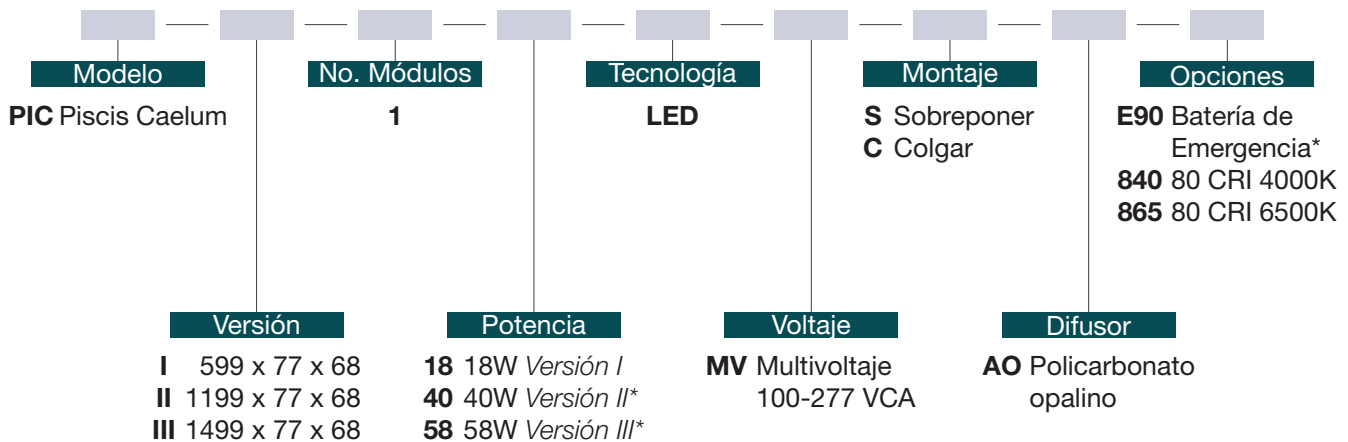 Modelo
PIC Piscis Caelum
No. Módulos
1
Tecnología
LED
Montaje
S Sobreponer
C Colgar
Opciones
E90 Batería de
Emergencia*
840 80 CRI 4000K
865 80 CRI 6500K
Versión
I 599 x 77 x 68
II 1199 x 77 x 68
III 1499 x 77 x 68
Potencia
18 18W Versión I
40 40W Versión II*
58 58W Versión III*
Voltaje
MV Multivoltaje
100-277 VCA
Difusor
AO Policarbonato
opalino